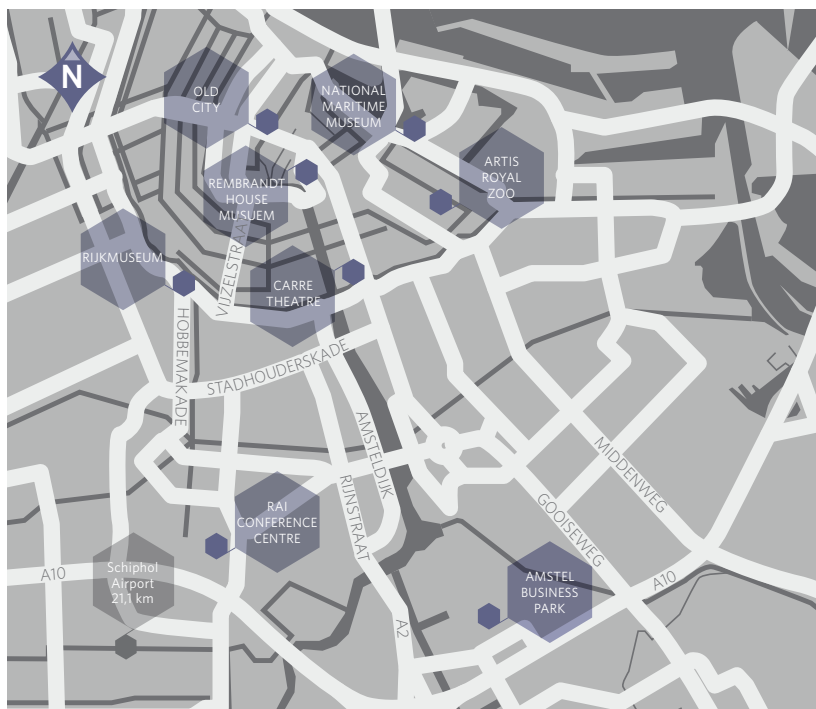 N
OLD
CITY
NATIONAL
MARITIME
MUSEUM
ARTIS
ROYAL
ZOO
REMBRANDT
HOUSE
MUSUEM
RIJKMUSEUM
VIJZELSTRAAT
CARRE
THEATRE
HOBBEMAKADE
STADHOUDERSKADE
AMSTELDIJK
MIDDENWEG
RIJNSTRAAT
GOOISEWEG
RAI
CONFERENCE
CENTRE
A10
Schiphol
Airport
21,1 km
AMSTEL
BUSINESS
PARK
A10
A2